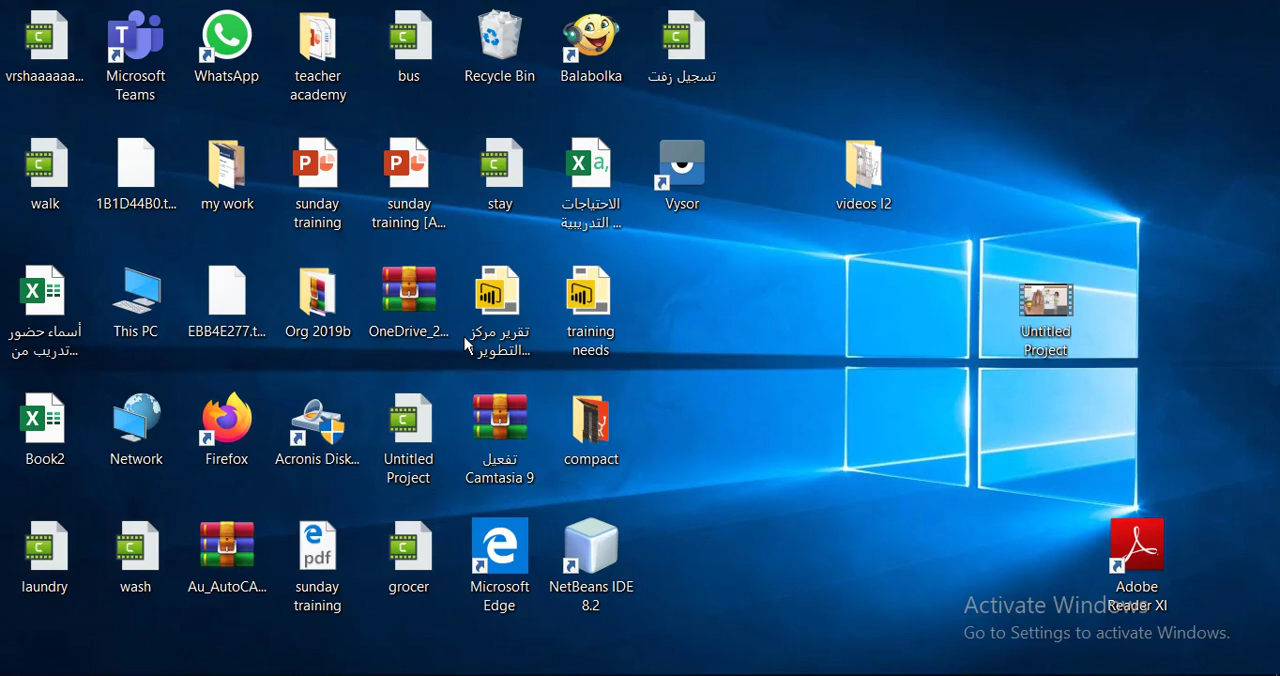 vrshaaaaaa...
Microsoft
Teams
WhatsApp
teacher
academy
bus
Recycle Bin
Balabolka
تسجيل زفت
walk
1B1D44B0.t...
my work
sunday
training
sunday
training [A...
stay
الاحتياجات
التدريبية ...
Vysor
videos l2
أسماء حضور
تدريب من...
This PC
EBB4E277.t...
Org 2019b
OneDrive_2...
تقرير مركز
التطوير ...
training
needs
Untitled
Project
Book2
Network
Firefox
Acronis Disk...
Untitled
Project
تفعيل
Camtasia 9
compact
laundry
wash
Au_AutoCA...
pdf
sunday
training
grocer
Microsoft
Edge
NetBeans IDE
8.2
Adobe
Reader XI
Activate Windows
Go to Settings to activate Windows.